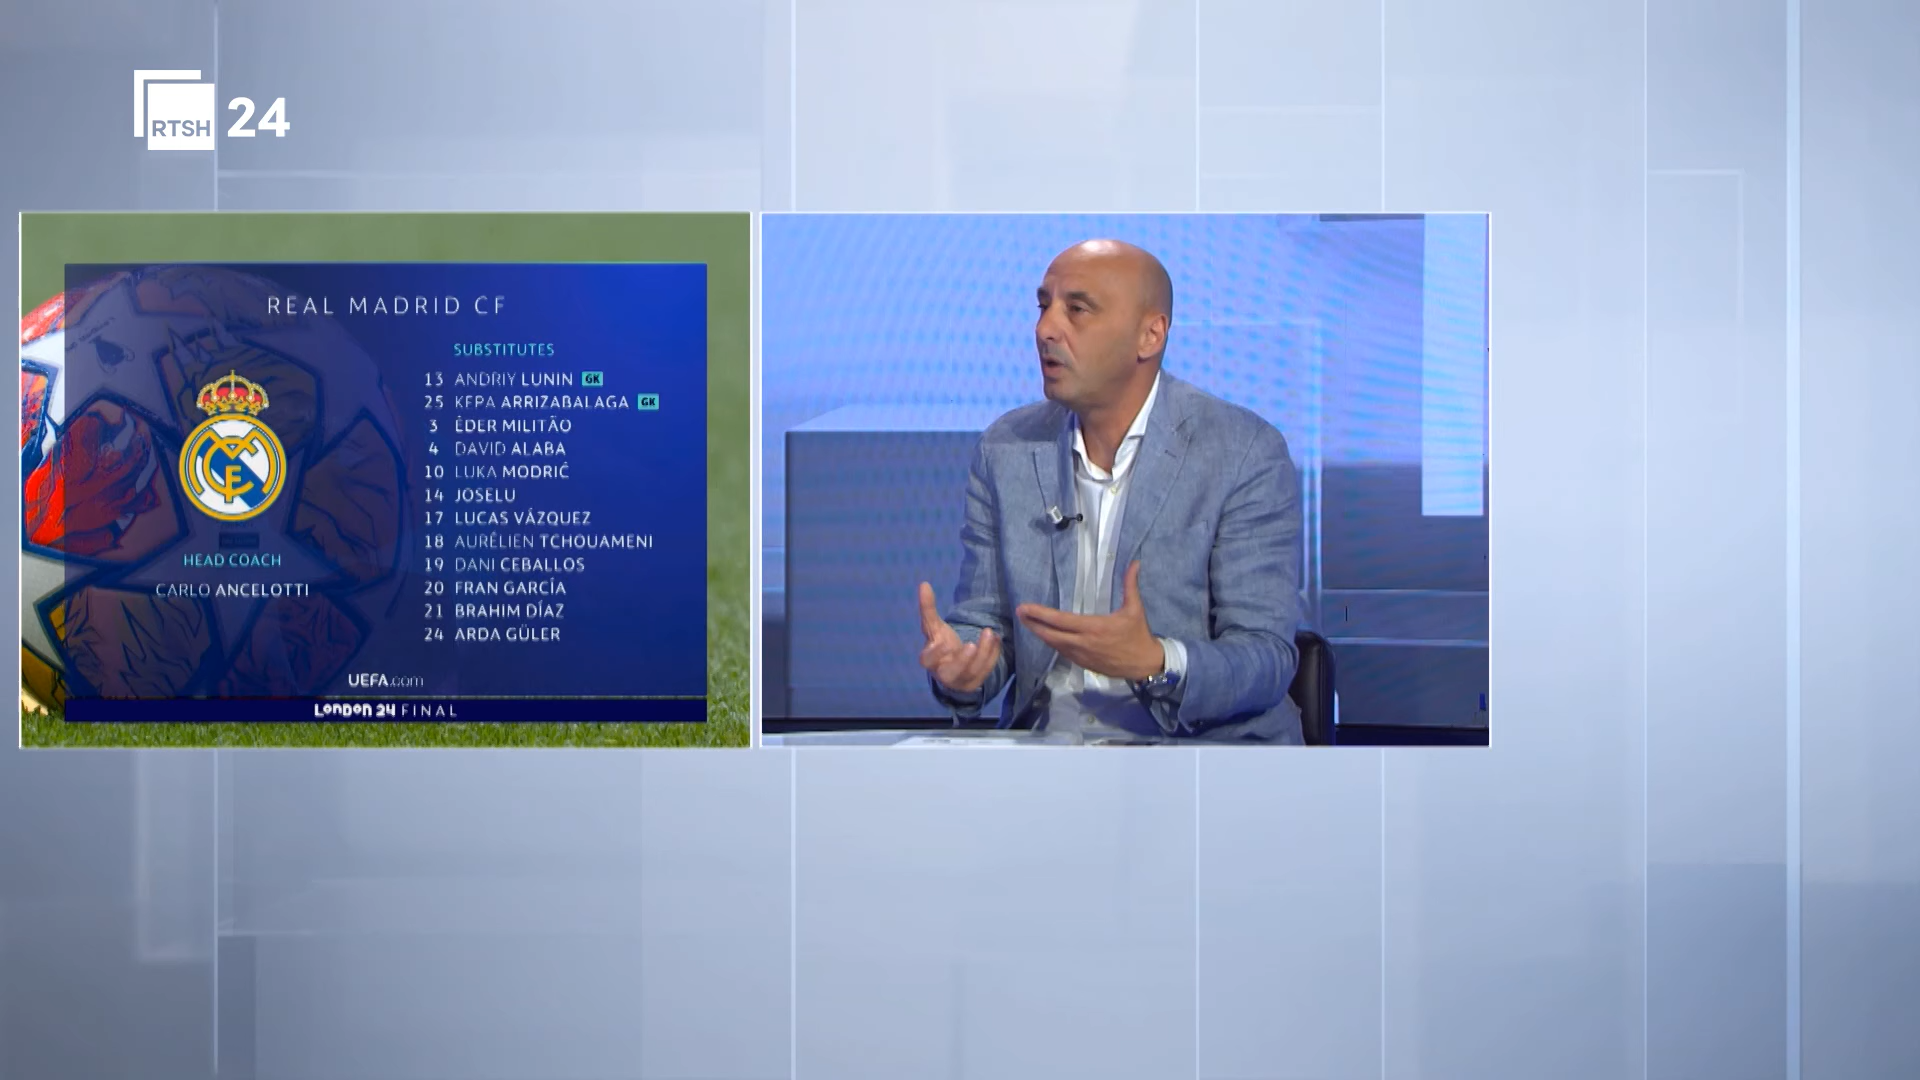 RTSH 24
REAL MADRID CF
SUBSTITUTES
13 ANDRIY LUNIN GK
25 KEPA ARRIZABALAGA GK
3 ÉDER MILITÃO
4 DAVID ALABA
10 LUKA MODRIĆ
14 JOSELU
17 LUCAS VÁZQUEZ
18 AURÉLIEN TCHOUAMENI
19 DANI CEBALLOS
20 FRAN GARCÍA
21 BRAHIM DÍAZ
24 ARDA GÜLER
HEAD COACH
CARLO ANCELOTTI
UEFA.com
LONDON 24 FINAL